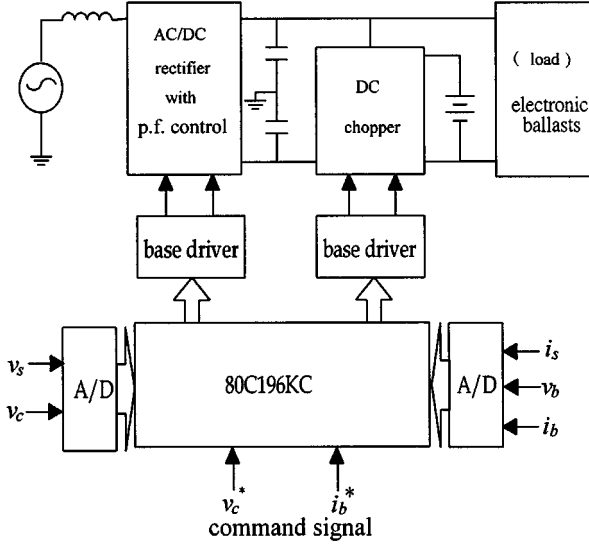 AC/DC
rectifier
with
p.f. control
DC
chopper
( load )
electronic
ballasts
base driver
base driver
v_s
v_c
A/D
80C196KC
A/D
i_s
v_b
i_b
v_c^*
i_b^*
command signal